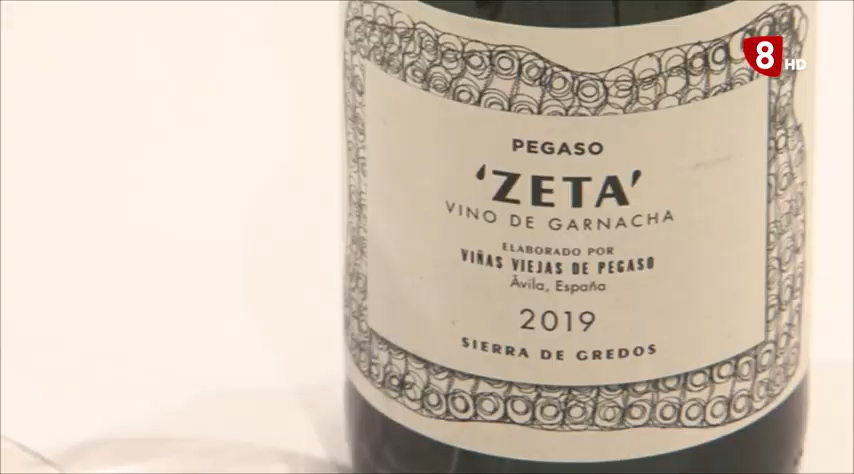 8 HD
PEGASO
'ZETA'
VINO DE GARNACHA
ELABORADO POR
VIÑAS VIEJAS DE PEGASO
Ávila, España
2019
SIERRA DE GREDOS